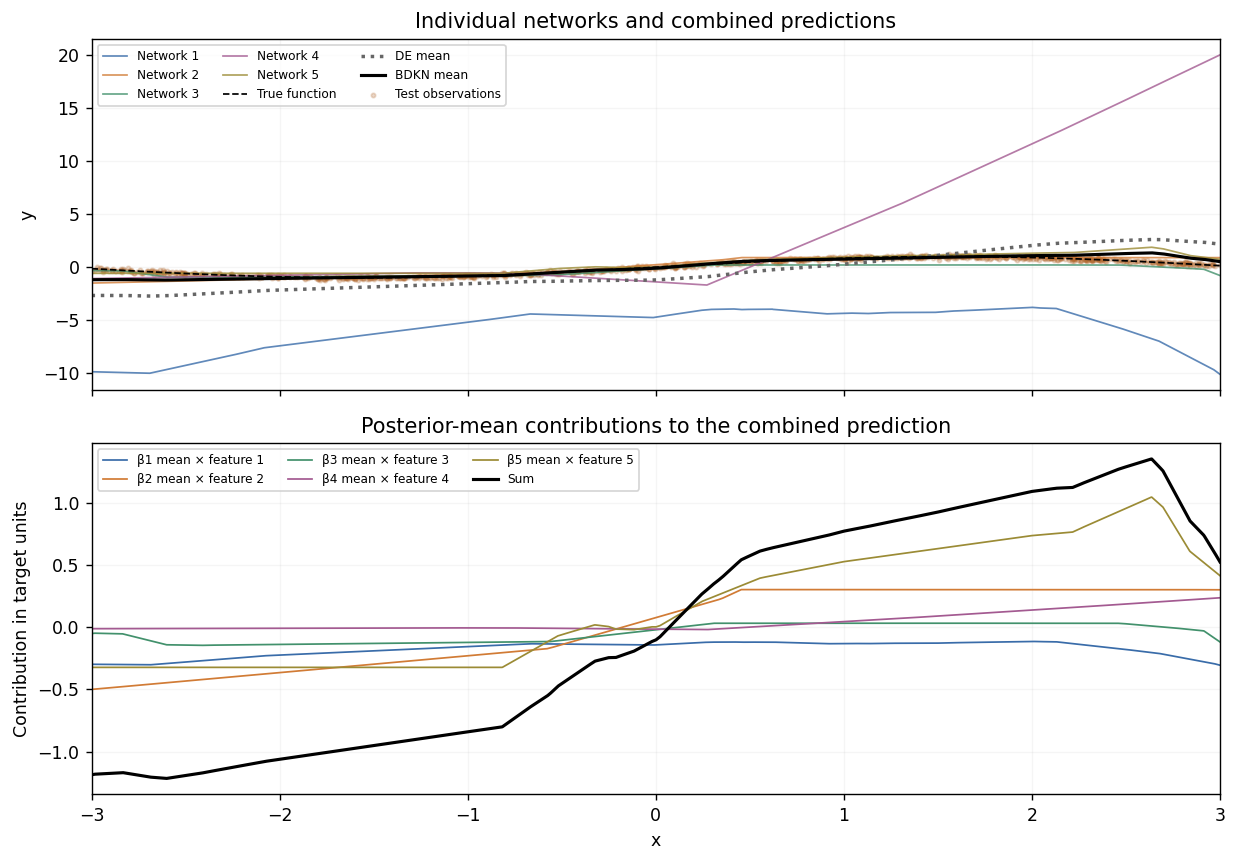 Individual networks and combined predictions
Network 1
Network 2
Network 3
Network 4
Network 5
True function
DE mean
BDKN mean
Test observations
y
20
15
10
5
0
−5
−10
Posterior-mean contributions to the combined prediction
β1 mean × feature 1
β2 mean × feature 2
β3 mean × feature 3
β4 mean × feature 4
β5 mean × feature 5
Sum
Contribution in target units
1.0
0.5
0.0
−0.5
−1.0
−3
−2
−1
0
1
2
3
x